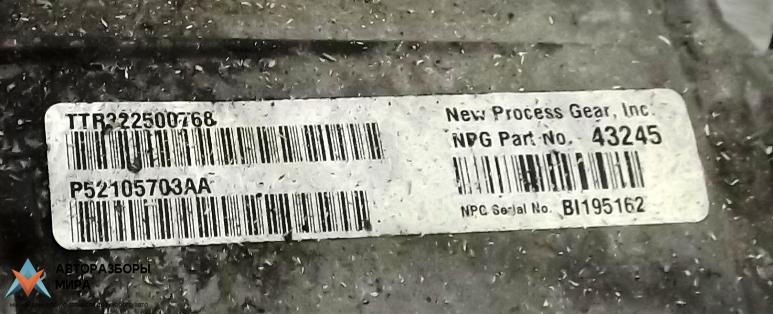 TTR222500768
P52105703AA
New Process Gear, Inc.
NPG Part No. 43245
NPG Serial No. BI195162
АВТОРАЗБОРЫ
МИРА